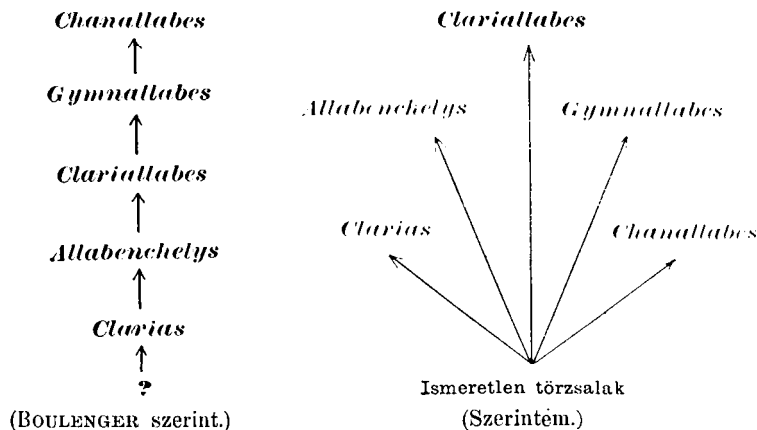 Chanallabes
Gymnallabes
Clariallabes
Allabenchelys
Clarias
?
(BOULENGER szerint.)
Clariallabes
Allabenchelys
Gymnallabes
Clarias
Chanallabes
Ismeretlen törzsalak
(Szerintem.)